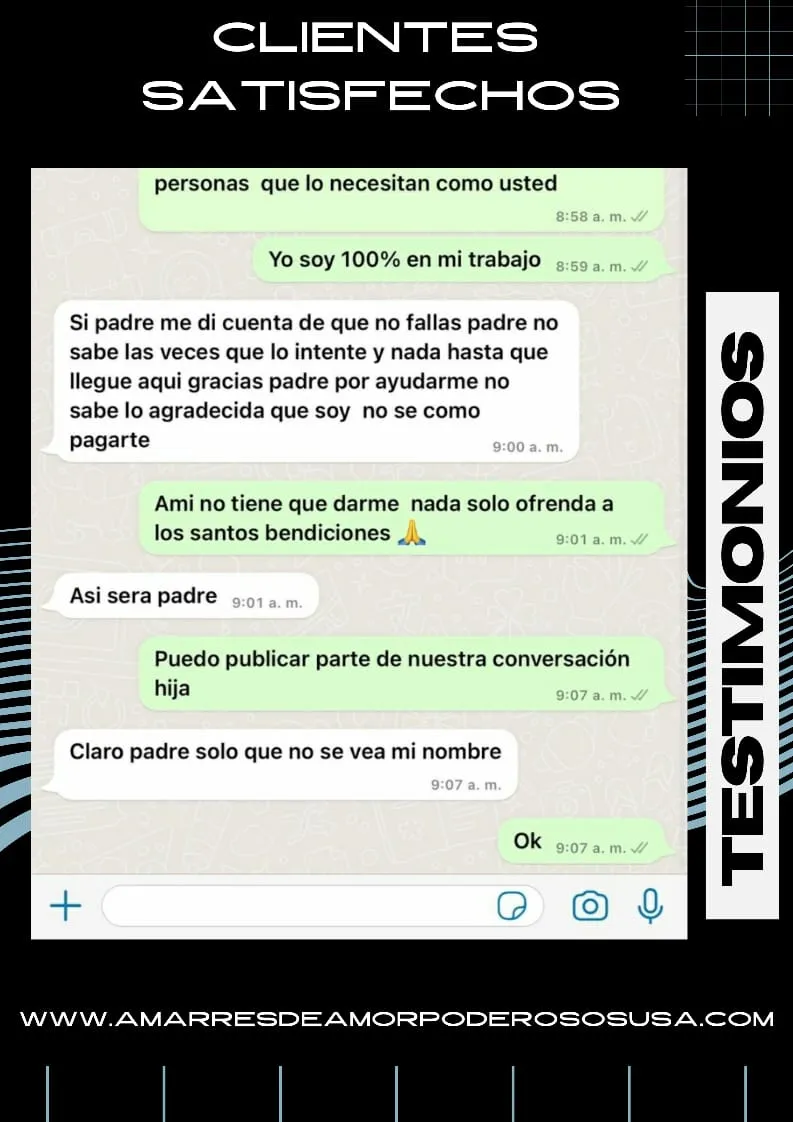 CLIENTES
SATISFECHOS
personas que lo necesitan como usted
8:58 a. m.
Yo soy 100% en mi trabajo 8:59 a. m.
Si padre me di cuenta de que no fallas padre no
sabe las veces que lo intente y nada hasta que
llegue aqui gracias padre por ayudarme no
sabe lo agradecida que soy no se como
pagarte
9:00 a. m.
Ami no tiene que darme nada solo ofrenda a
los santos bendiciones 🙏 9:01 a. m.
Asi sera padre 9:01 a. m.
Puedo publicar parte de nuestra conversación
hija 9:07 a. m.
Claro padre solo que no se vea mi nombre
9:07 a. m.
Ok 9:07 a. m.
TESTIMONIOS
WWW.AMARRESDEAMORPODEROSOSUSA.COM